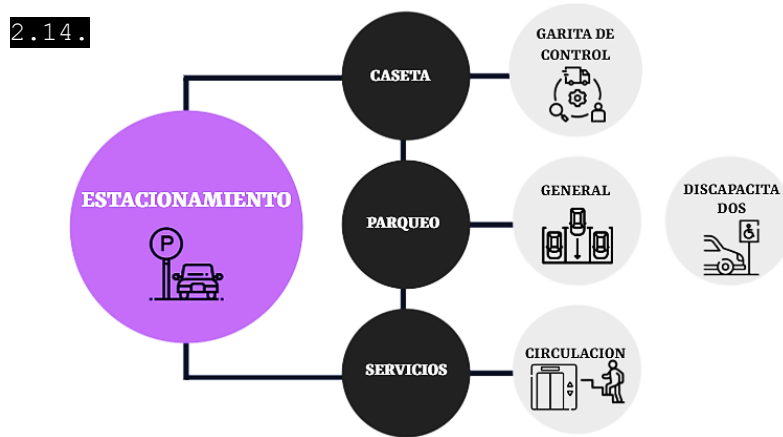 2.14.
GARITA DE
CONTROL
CASETA
ESTACIONAMIENTO
P
PARQUEO
GENERAL
DISCAPACITA
DOS
SERVICIOS
CIRCULACION